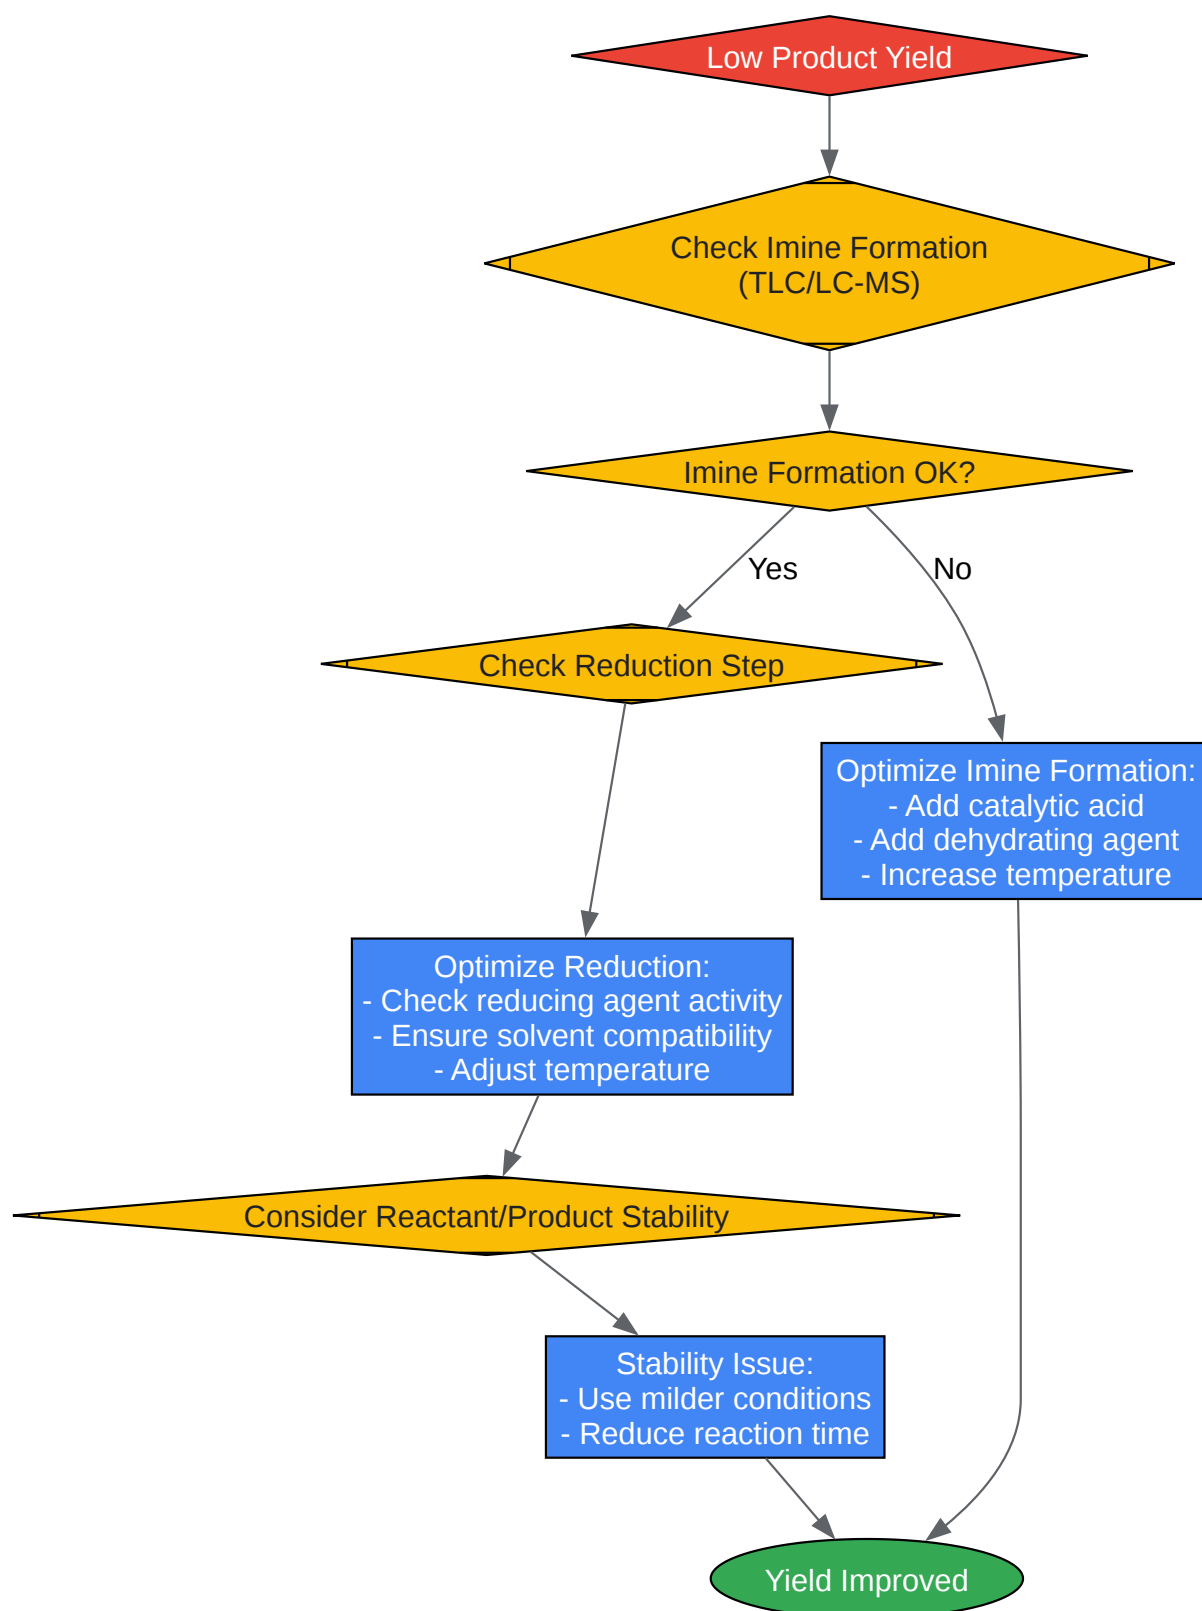 Low Product Yield
Check Imine Formation
(TLC/LC-MS)
Imine Formation OK?
Yes
No
Check Reduction Step
Optimize Imine Formation:
- Add catalytic acid
- Add dehydrating agent
- Increase temperature
Optimize Reduction:
- Check reducing agent activity
- Ensure solvent compatibility
- Adjust temperature
Consider Reactant/Product Stability
Stability Issue:
- Use milder conditions
- Reduce reaction time
Yield Improved